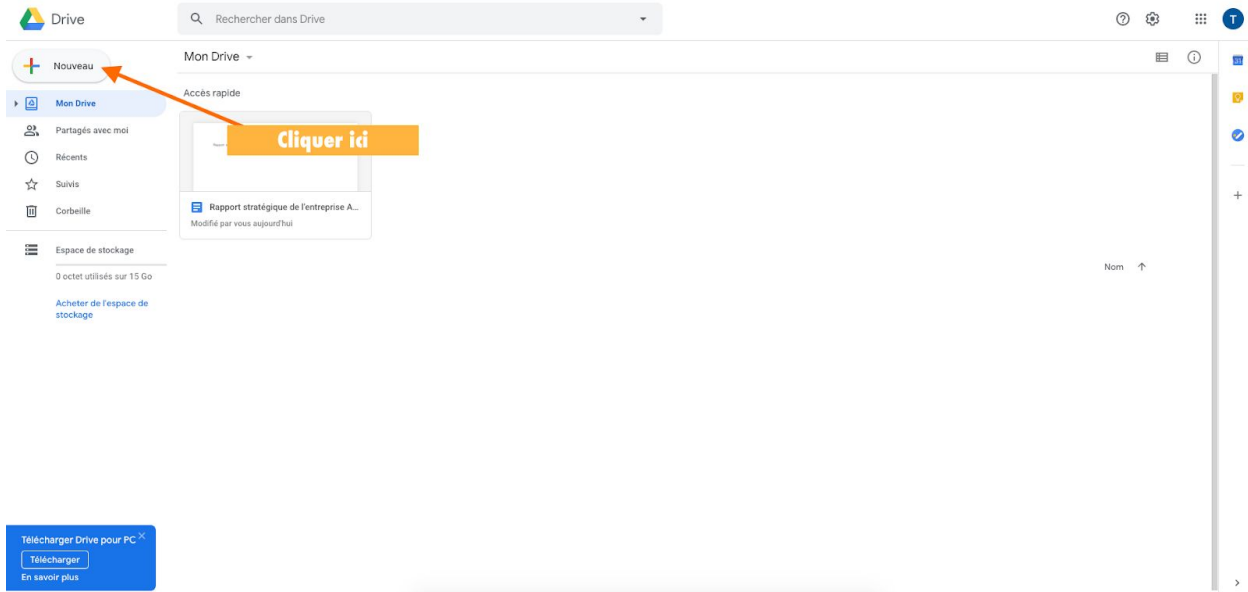 Drive
Rechercher dans Drive
T
Nouveau
Mon Drive
Mon Drive
Partagés avec moi
Récents
Suivis
Corbeille
Espace de stockage
0 octet utilisés sur 15 Go
Acheter de l'espace de
stockage
Accès rapide
Cliquer ici
Rapport stratégique de l'entreprise A...
Modifié par vous aujourd'hui
Nom
31
Télécharger Drive pour PC
Télécharger
En savoir plus